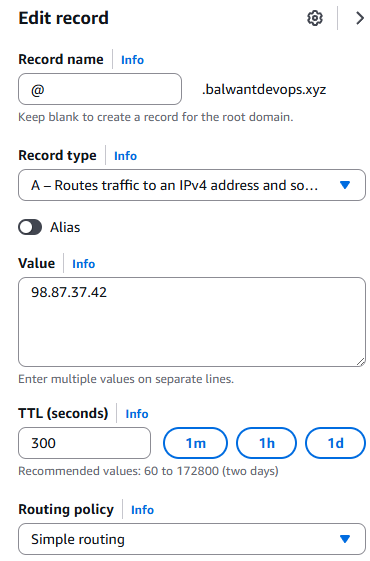 Edit record
Record name Info
@ .balwantdevops.xyz
Keep blank to create a record for the root domain.
Record type Info
A – Routes traffic to an IPv4 address and so...
Alias
Value Info
98.87.37.42
Enter multiple values on separate lines.
TTL (seconds) Info
300 1m 1h 1d
Recommended values: 60 to 172800 (two days)
Routing policy Info
Simple routing